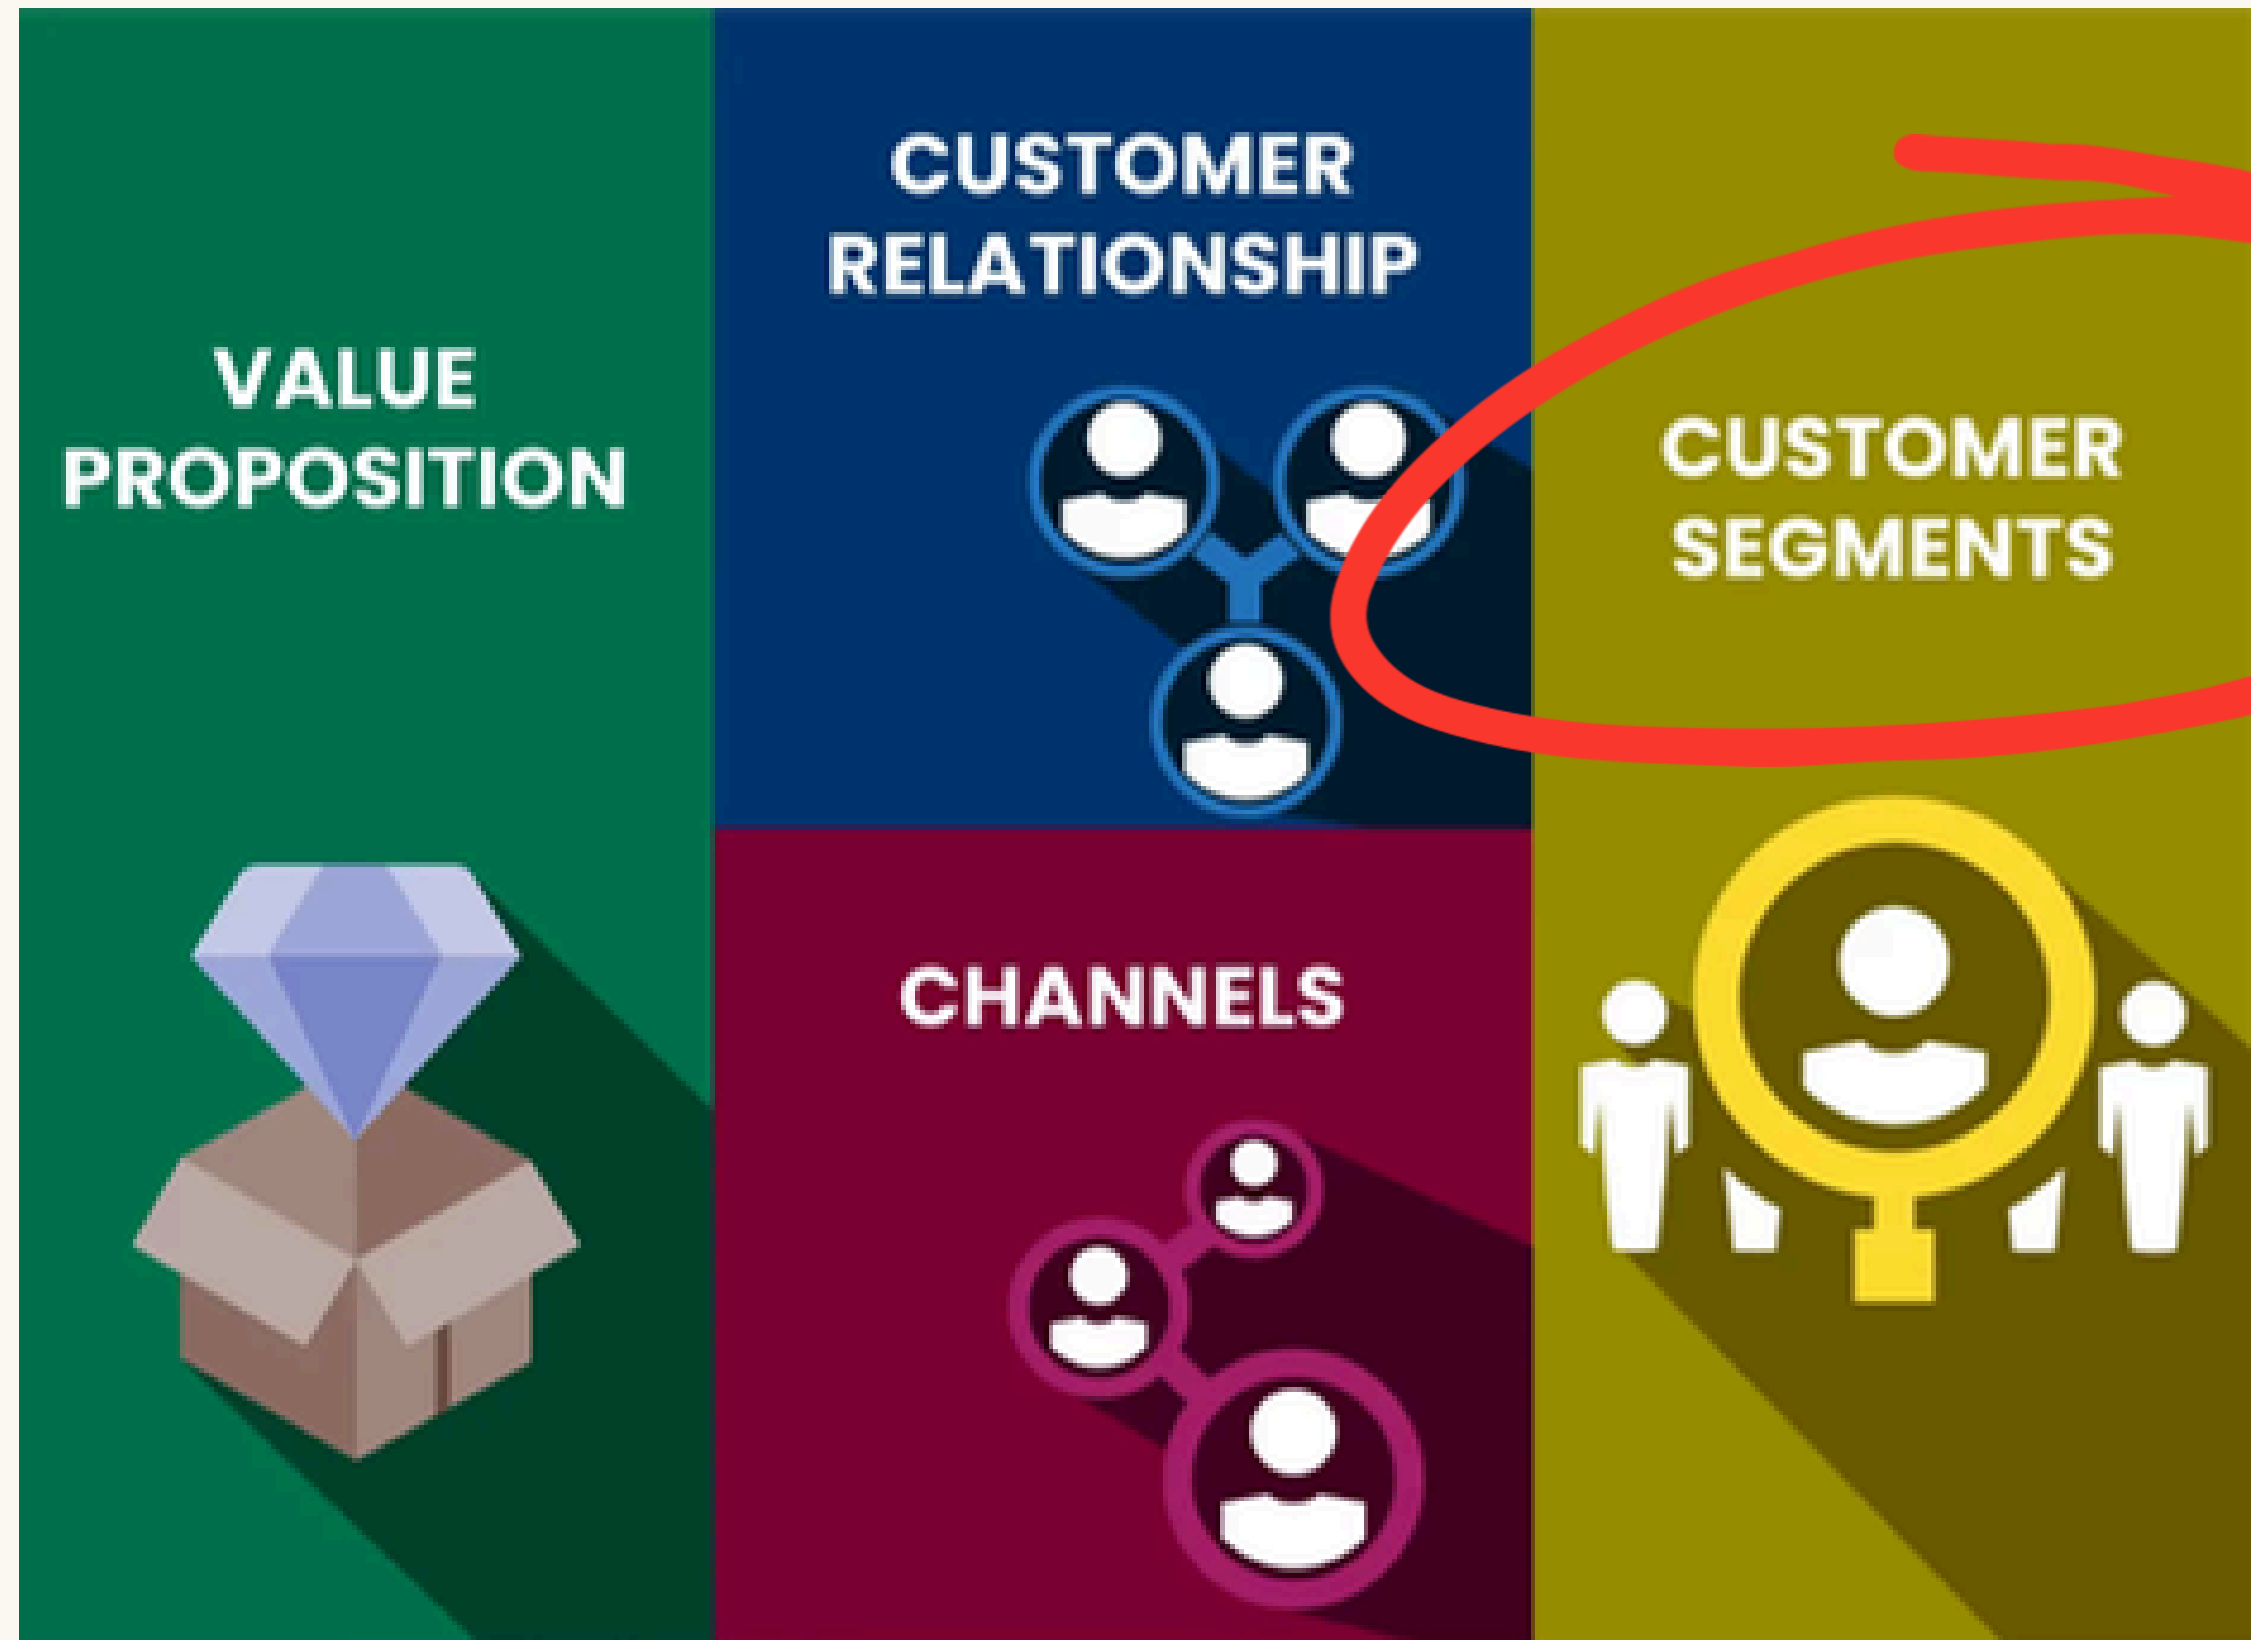 VALUE
PROPOSITION
CUSTOMER
RELATIONSHIP
CHANNELS
CUSTOMER
SEGMENTS